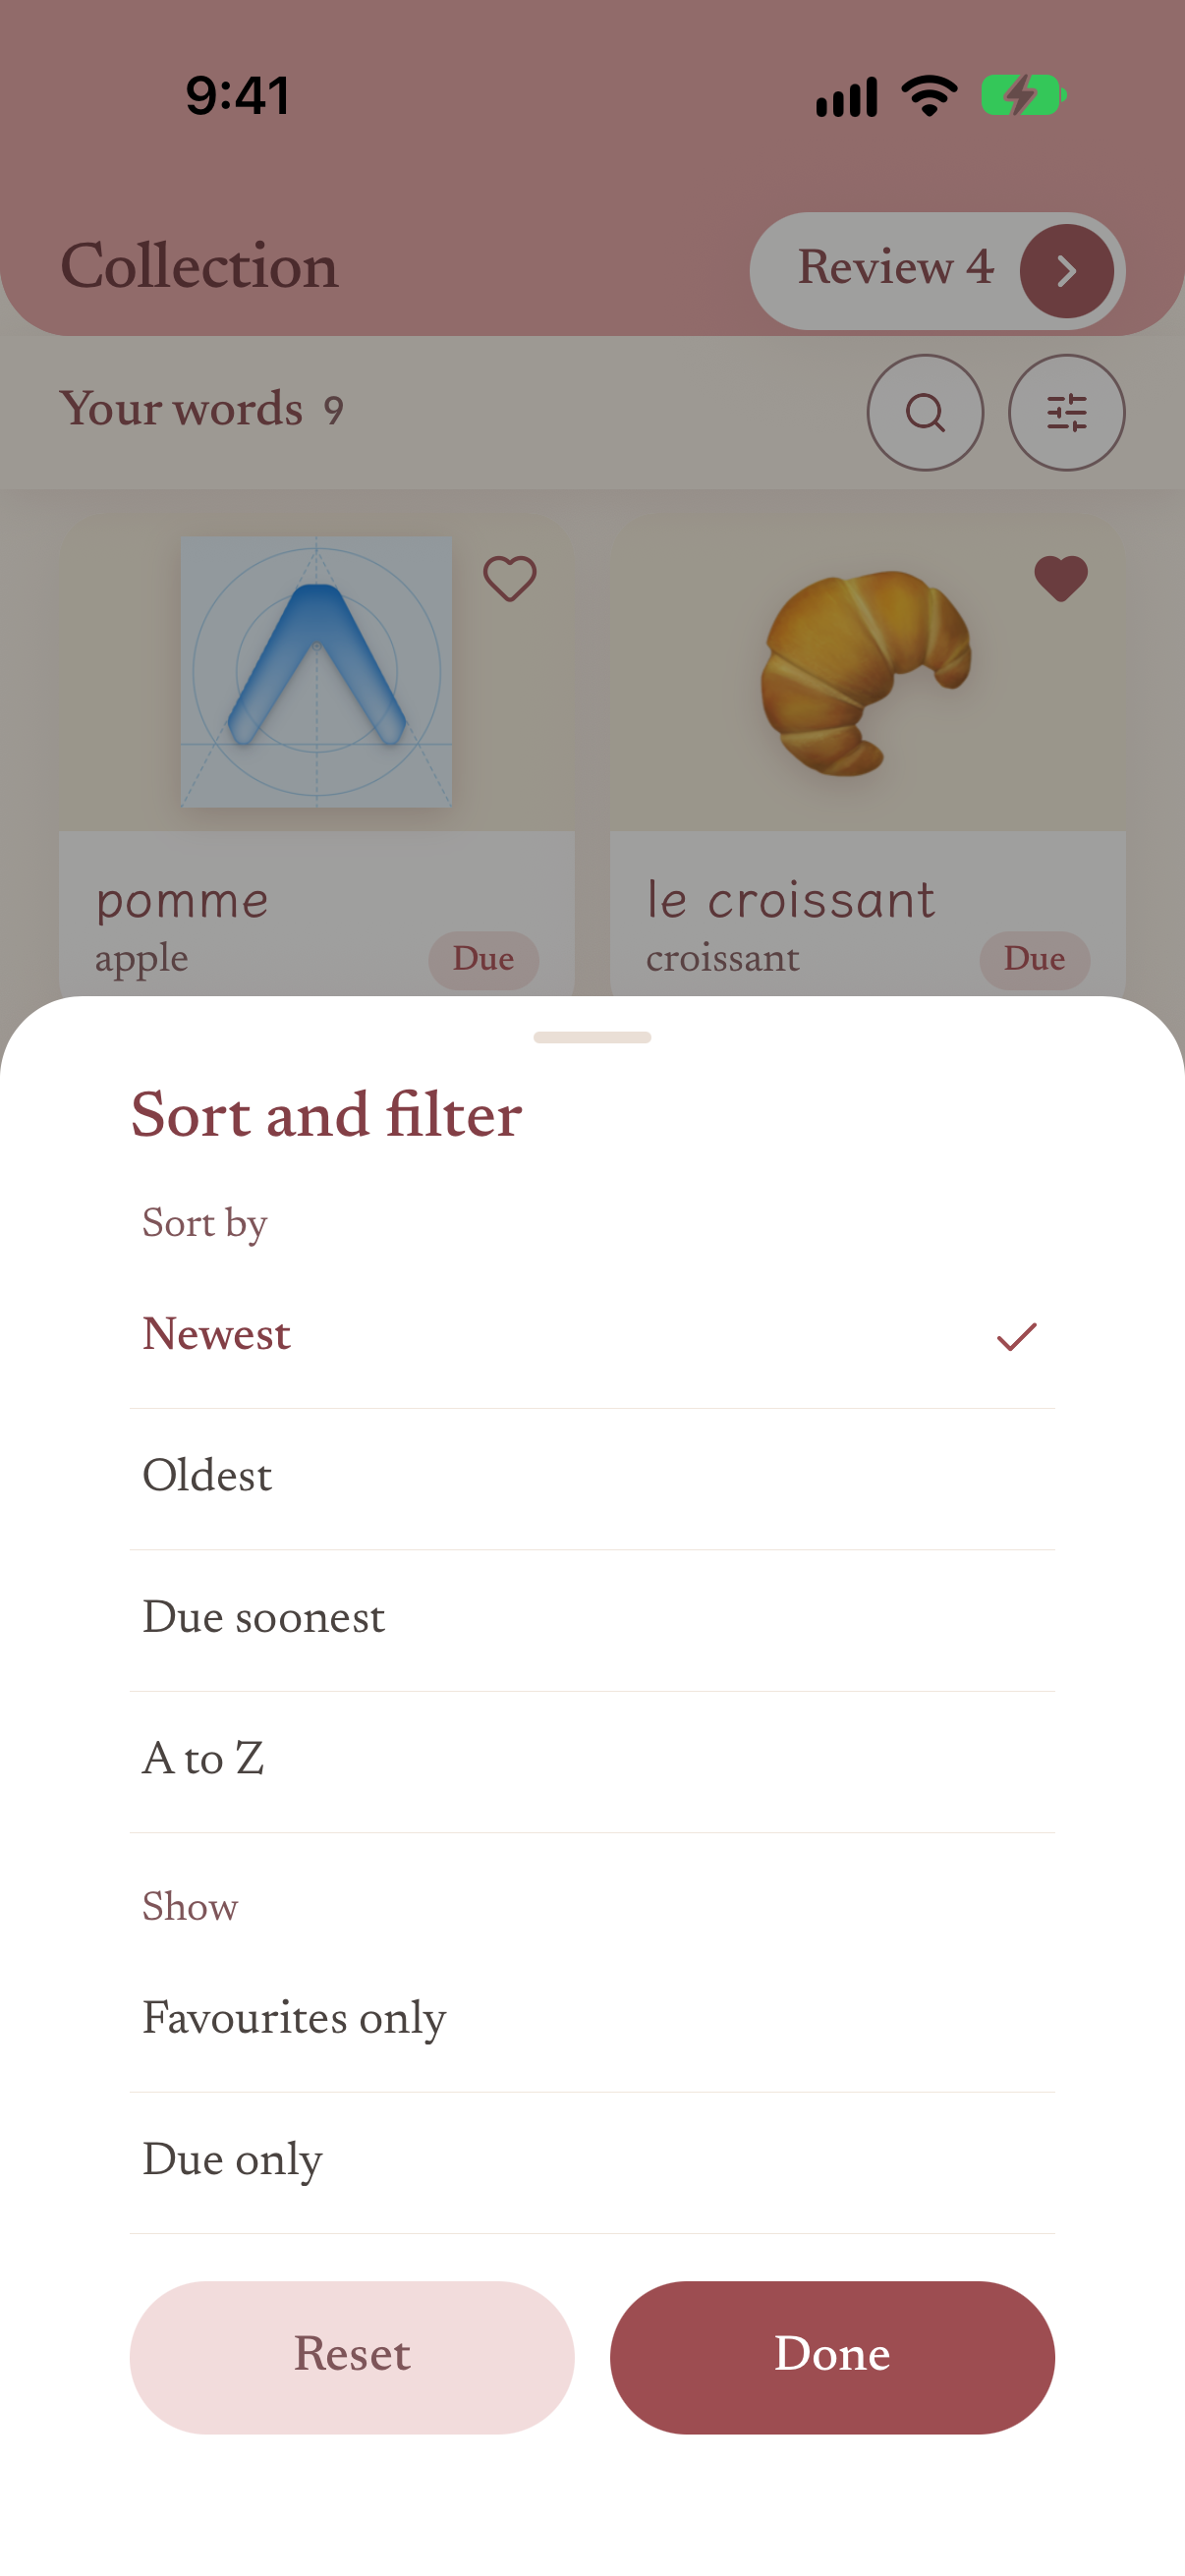 9:41
Collection
Review 4
Your words 9
pomme
apple
Due
le croissant
croissant
Due
Sort and filter
Sort by
Newest
Oldest
Due soonest
A to Z
Show
Favourites only
Due only
Reset
Done